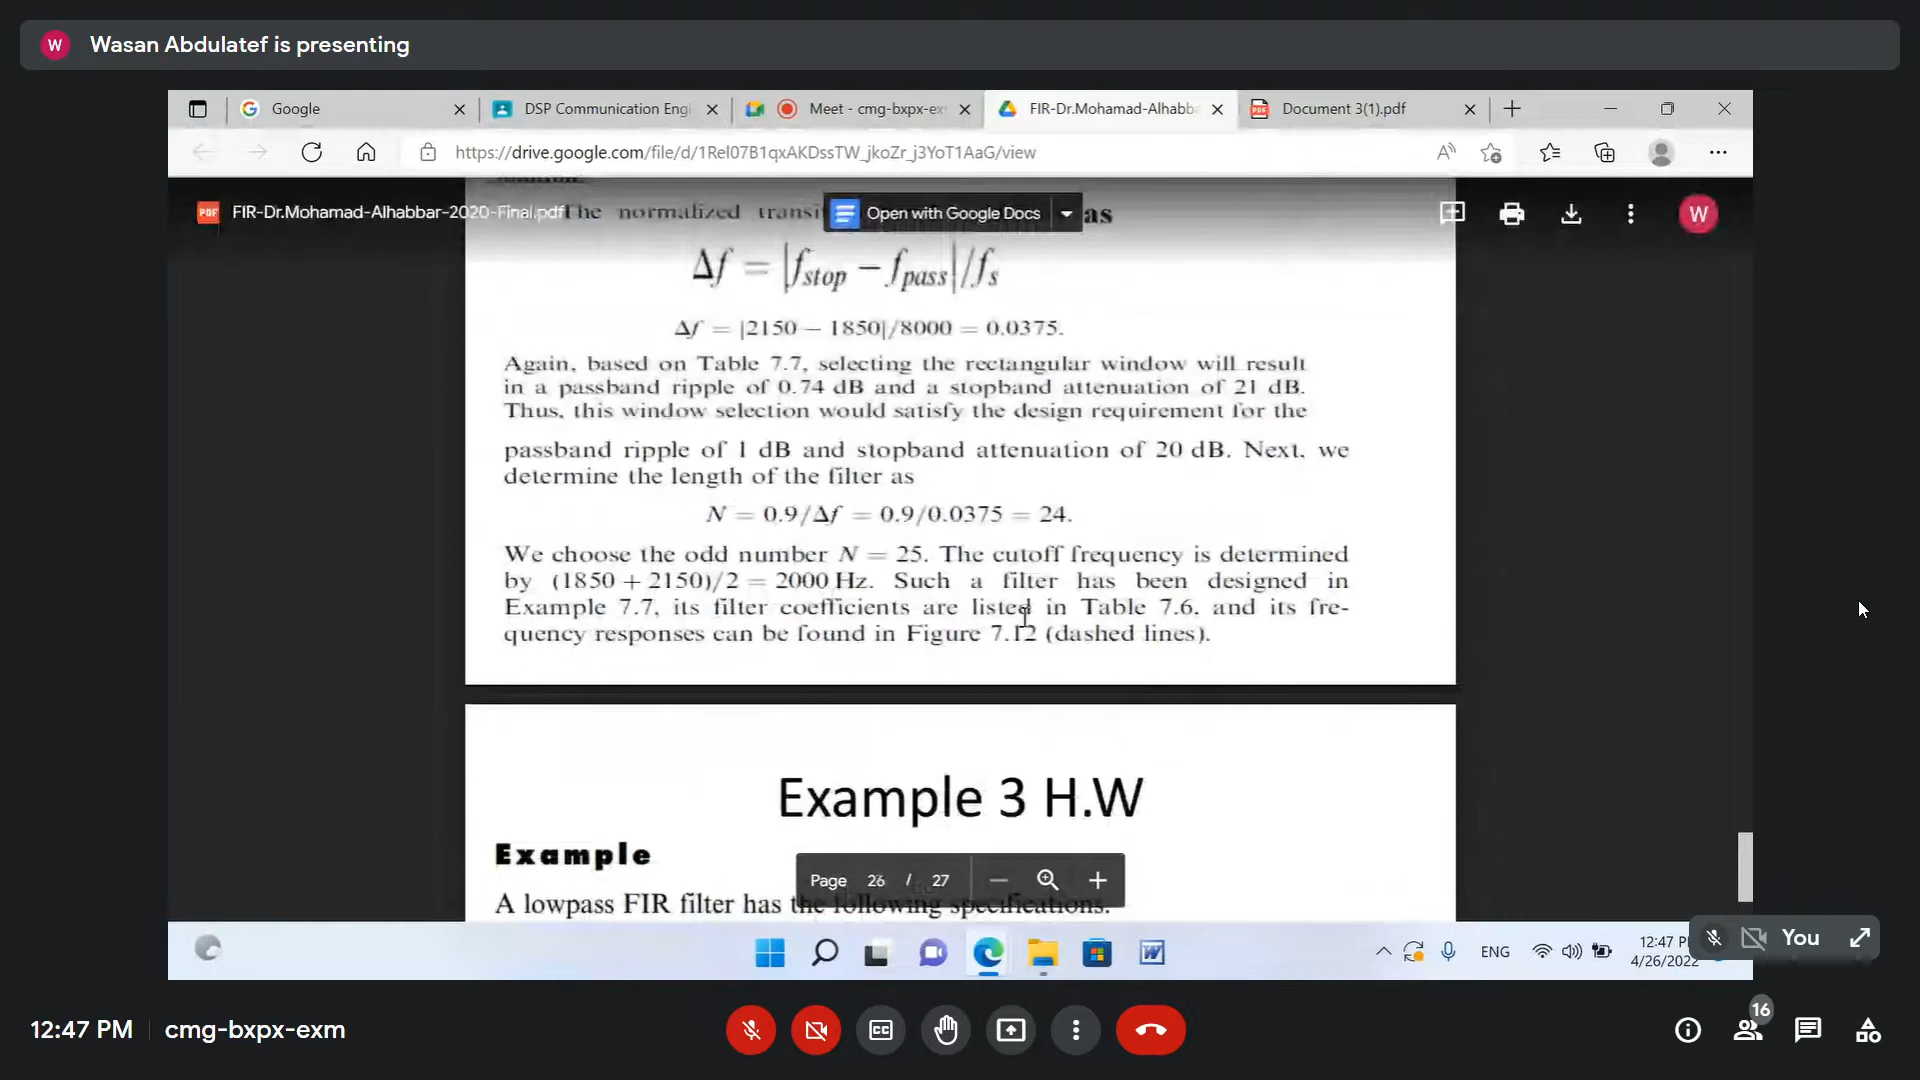 W
Wasan Abdulatef is presenting
Google
DSP Communication Engi
Meet - cmg-bxpx-ex
FIR-Dr.Mohamad-Alhabba
Document 3(1).pdf
https://drive.google.com/file/d/1Rel07B1qxAKDssTW_jkoZr_j3YoT1AaG/view
PDF FIR-Dr.Mohamad-Alhabbar-2020-Final.pdf
The normalized transi
Open with Google Docs
as
W
Δf = |fstop − fpass|/fs
Δf = |2150 − 1850|/8000 = 0.0375.
Again, based on Table 7.7, selecting the rectangular window will result
in a passband ripple of 0.74 dB and a stopband attenuation of 21 dB.
Thus, this window selection would satisfy the design requirement for the
passband ripple of 1 dB and stopband attenuation of 20 dB. Next, we
determine the length of the filter as
N = 0.9/Δf = 0.9/0.0375 = 24.
We choose the odd number N = 25. The cutoff frequency is determined
by (1850 + 2150)/2 = 2000 Hz. Such a filter has been designed in
Example 7.7, its filter coefficients are listed in Table 7.6, and its fre-
quency responses can be found in Figure 7.12 (dashed lines).
Example 3 H.W
Example
A lowpass FIR filter has the following specifications.
Page 26 / 27
ENG
12:47 P
4/26/2022
You
12:47 PM
cmg-bxpx-exm
CC
16